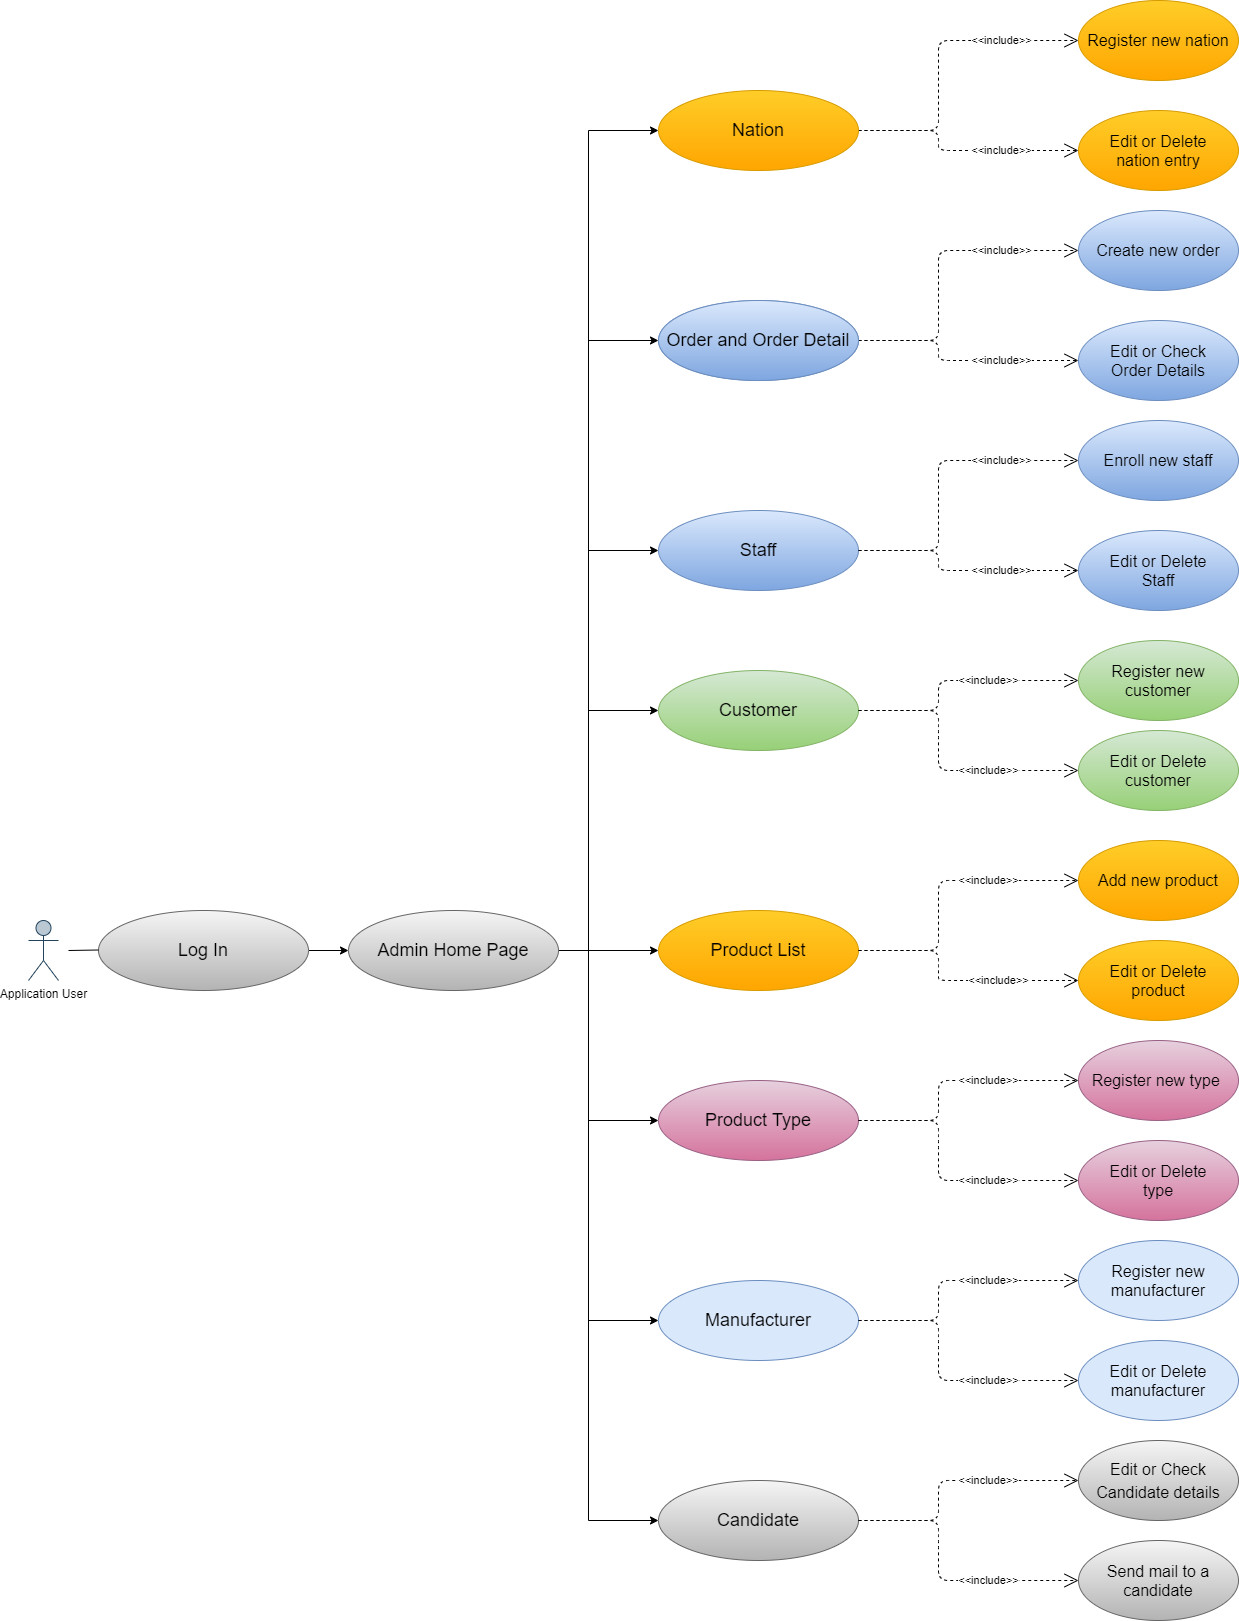 <<include>>
Register new nation
Nation
<<include>>
Edit or Delete
nation entry
<<include>>
Create new order
Order and Order Detail
<<include>>
Edit or Check
Order Details
<<include>>
Enroll new staff
Staff
<<include>>
Edit or Delete
Staff
<<include>>
Register new
customer
Customer
<<include>>
Edit or Delete
customer
<<include>>
Add new product
Application User
Log In
Admin Home Page
Product List
<<include>>
Edit or Delete
product
<<include>>
Register new type
Product Type
<<include>>
Edit or Delete
type
<<include>>
Register new
manufacturer
Manufacturer
<<include>>
Edit or Delete
manufacturer
<<include>>
Edit or Check
Candidate details
Candidate
<<include>>
Send mail to a
candidate